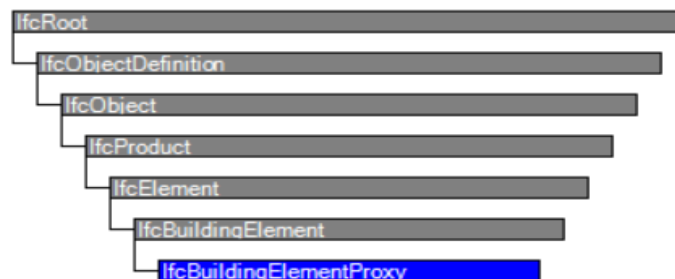 IfcRoot
IfcObjectDefinition
IfcObject
IfcProduct
IfcElement
IfcBuildingElement
IfcBuildingElementProxy